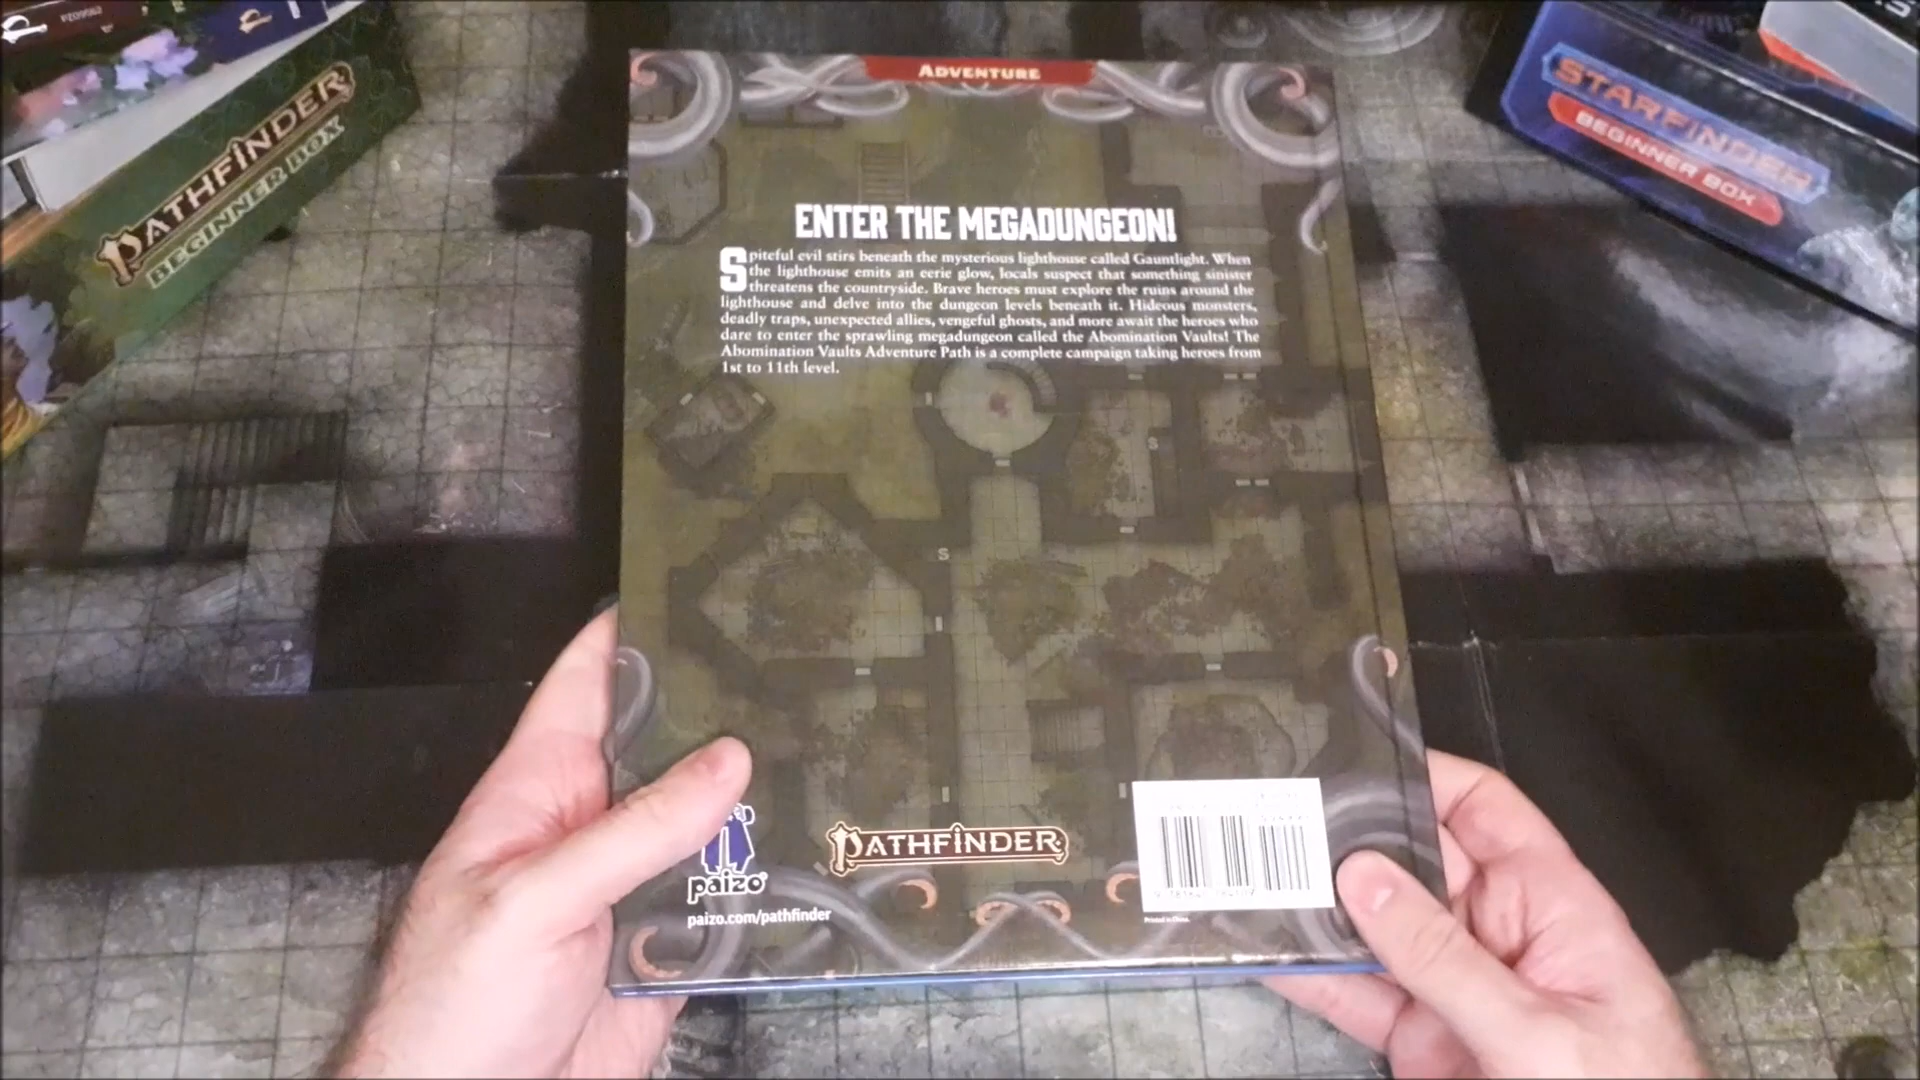 PZO9062
PATHFINDER
BEGINNER BOX
STARFINDER
BEGINNER BOX
ADVENTURE
ENTER THE MEGADUNGEON!
Spiteful evil stirs beneath the mysterious lighthouse called Gauntlight. When
the lighthouse emits an eerie glow, locals suspect that something sinister
threatens the countryside. Brave heroes must explore the ruins around the
lighthouse and delve into the dungeon levels beneath it. Hideous monsters,
deadly traps, unexpected allies, vengeful ghosts, and more await the heroes who
dare to enter the sprawling megadungeon called the Abomination Vaults! The
Abomination Vaults Adventure Path is a complete campaign taking heroes from
1st to 11th level.
S
S
PATHFINDER
paizo
paizo.com/pathfinder
Printed in China.